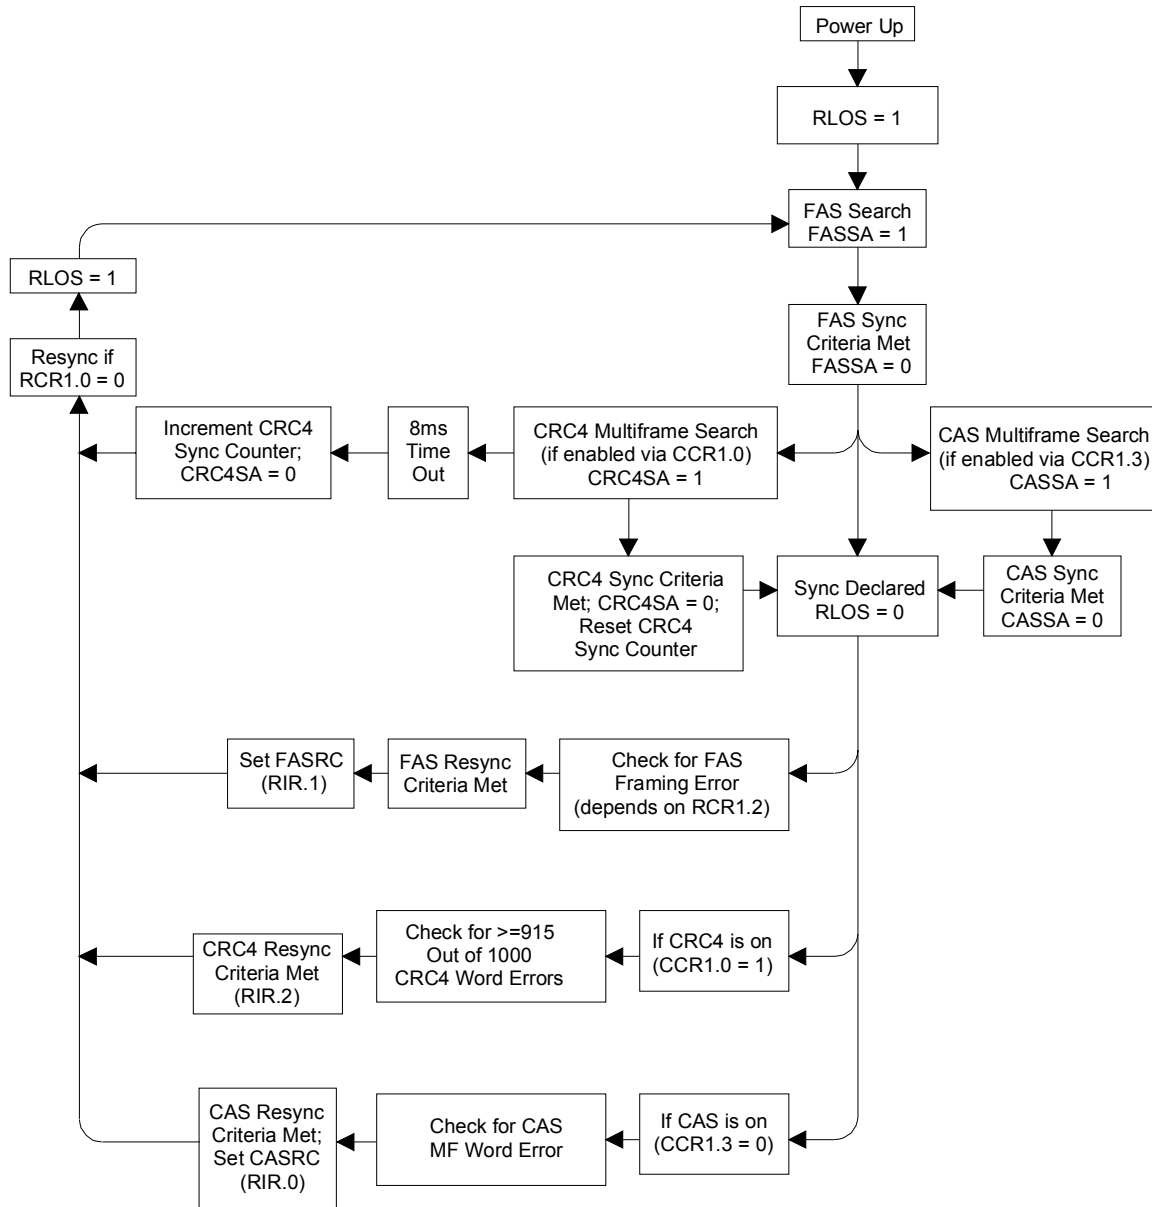 Power Up
RLOS = 1
FAS Search
FASSA = 1
RLOS = 1
FAS Sync
Criteria Met
FASSA = 0
Resync if
RCR1.0 = 0
Increment CRC4
Sync Counter;
CRC4SA = 0
8ms
Time
Out
CRC4 Multiframe Search
(if enabled via CCR1.0)
CRC4SA = 1
CAS Multiframe Search
(if enabled via CCR1.3)
CASSA = 1
CRC4 Sync Criteria
Met; CRC4SA = 0;
Reset CRC4
Sync Counter
Sync Declared
RLOS = 0
CAS Sync
Criteria Met
CASSA = 0
Set FASRC
(RIR.1)
FAS Resync
Criteria Met
Check for FAS
Framing Error
(depends on RCR1.2)
CRC4 Resync
Criteria Met
(RIR.2)
Check for >=915
Out of 1000
CRC4 Word Errors
If CRC4 is on
(CCR1.0 = 1)
CAS Resync
Criteria Met;
Set CASRC
(RIR.0)
Check for CAS
MF Word Error
If CAS is on
(CCR1.3 = 0)